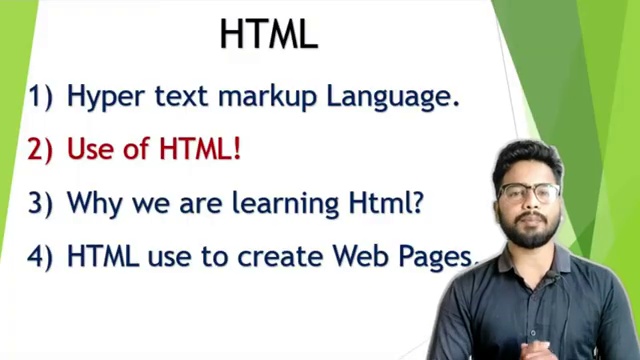 HTML
1) Hyper text markup Language.
2) Use of HTML!
3) Why we are learning Html?
4) HTML use to create Web Pages.